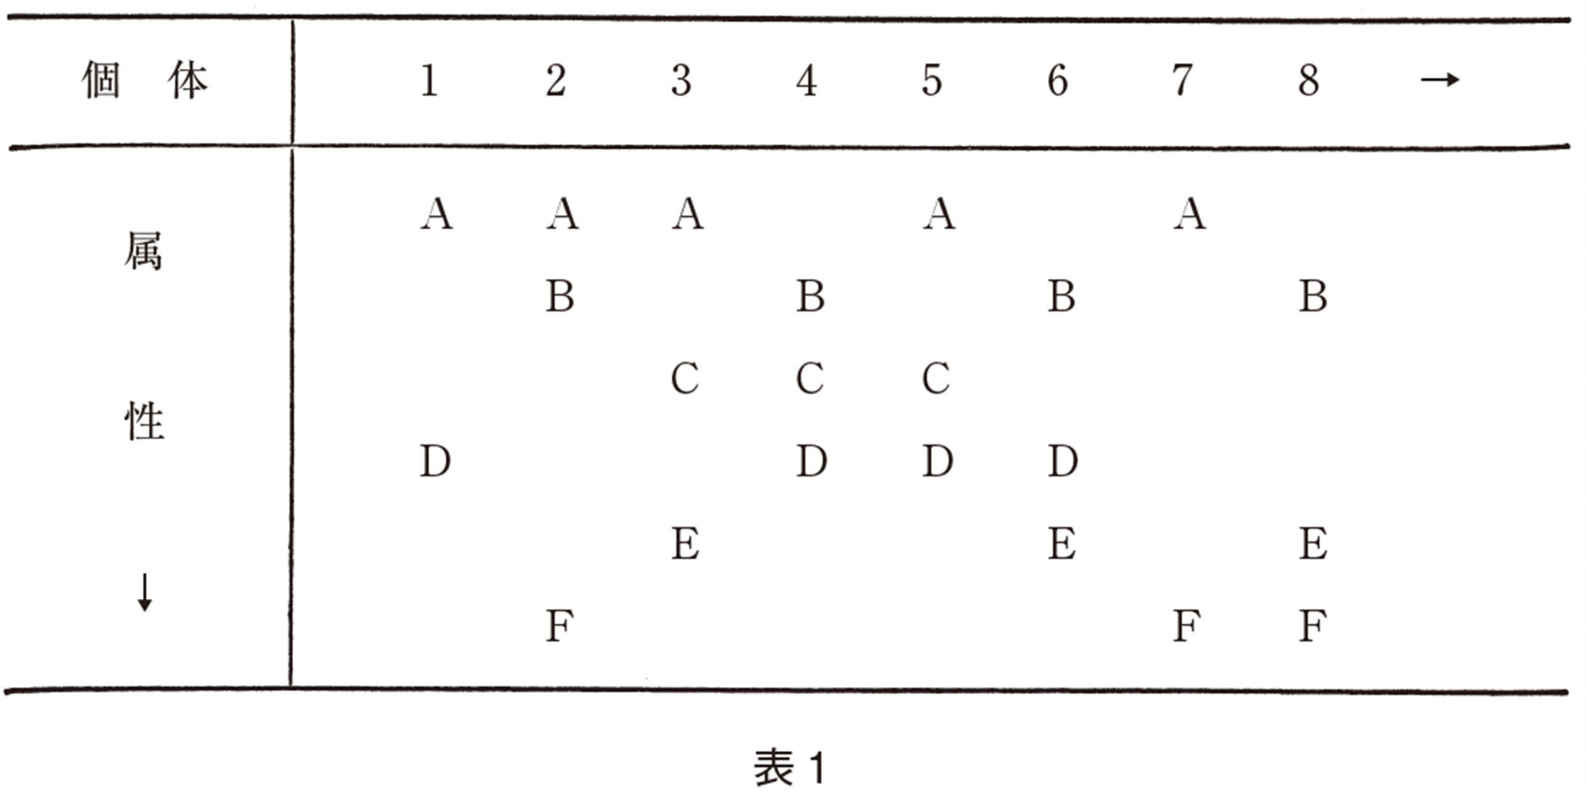 個 体 1 2 3 4 5 6 7 8 →
属 A A A A A
B B B B
C C C
性
D D D D
E E E
↓
F F F
表1